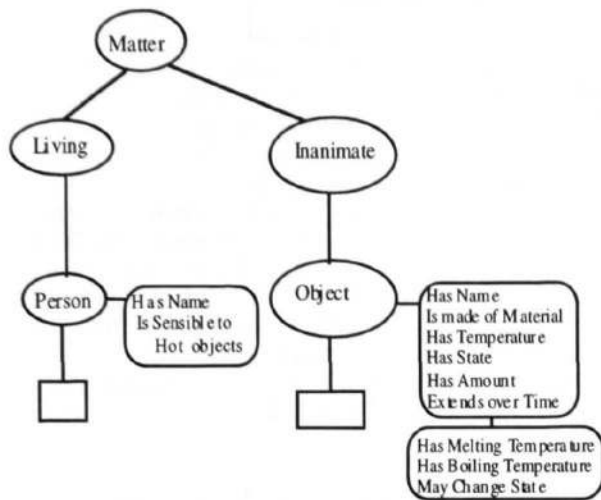 Matter
Living
Inanimate
Person
Has Name
Is Sensible to
Hot objects
Object
Has Name
Is made of Material
Has Temperature
Has State
Has Amount
Extends over Time
Has Melting Temperature
Has Boiling Temperature
May Change State